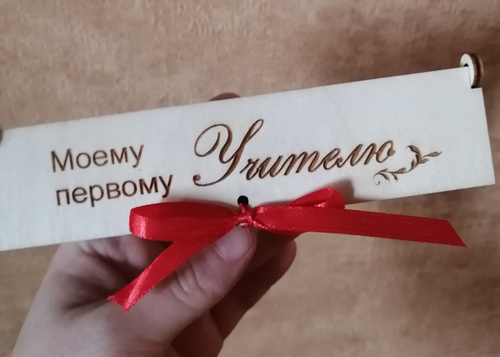 Моему
первому Учителю